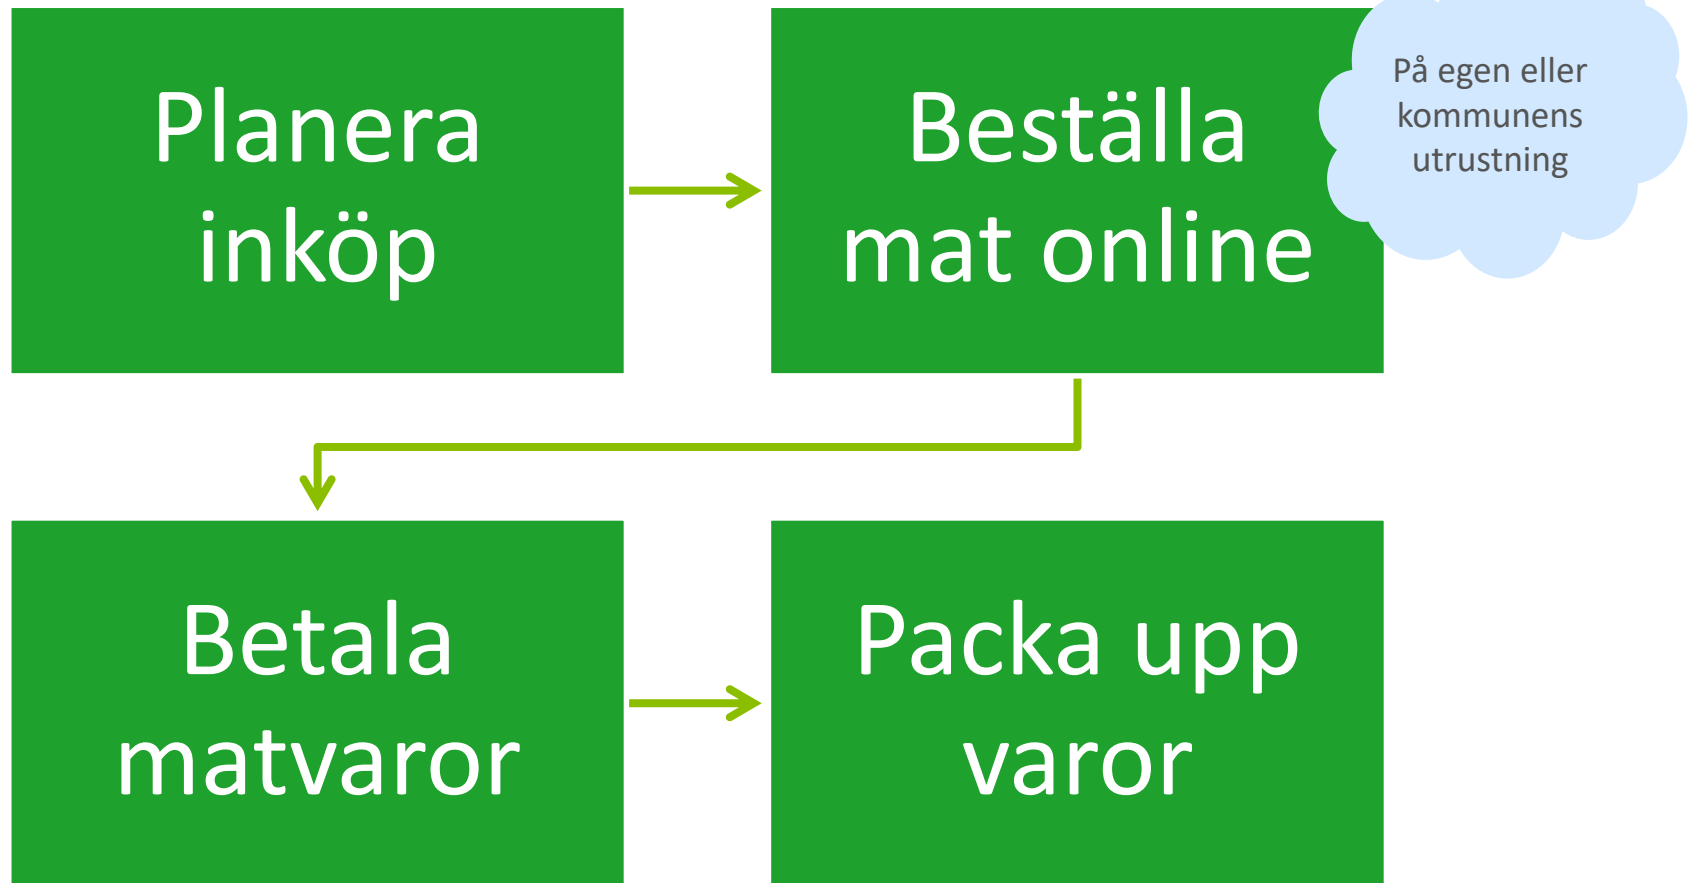 Planera
inköp
Beställa
mat online
På egen eller
kommunens
utrustning
Betala
matvaror
Packa upp
varor